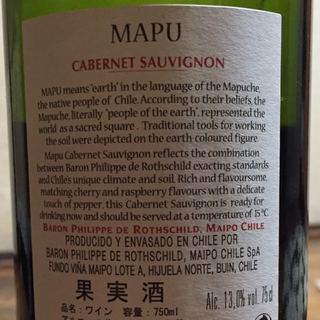 MAPU
CABERNET SAUVIGNON
MAPU means "earth" in the language of the Mapuche,
the native people of Chile. According to their beliefs, the
Mapuche, literally "people of the earth", represented the
world as a sacred square. Traditional tools for working
the soil were depicted on the earth-coloured figure.
Mapu Cabernet Sauvignon reflects the combination
between Baron Philippe de Rothschild exacting standards
and Chile's unique climate and soil. Rich and flavoursome,
matching cherry and raspberry flavours with a delicate
touch of pepper, this Cabernet Sauvignon is ready for
drinking now and should be served at a temperature of 15°C
BARON PHILIPPE DE ROTHSCHILD, MAIPO CHILE
PRODUCIDO Y ENVASADO EN CHILE POR
BARON PHILIPPE DE ROTHSCHILD, MAIPO CHILE SpA
FUNDO VIÑA MAIPO LOTE A, HIJUELA NORTE, BUIN, CHILE
果実酒
Alc. 13,0% vol. 75 cl
品名:ワイン 容量:750ml